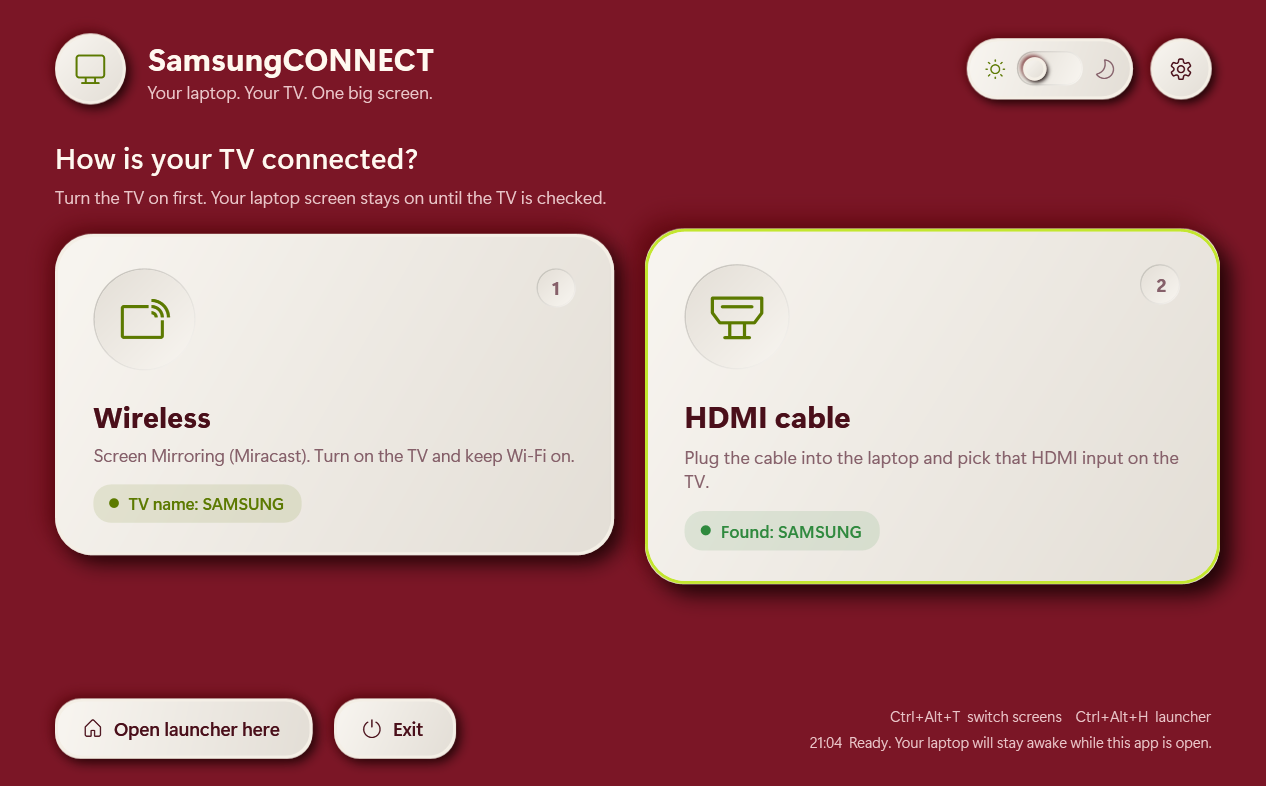 SamsungCONNECT
Your laptop. Your TV. One big screen.
How is your TV connected?
Turn the TV on first. Your laptop screen stays on until the TV is checked.
1
Wireless
Screen Mirroring (Miracast). Turn on the TV and keep Wi-Fi on.
TV name: SAMSUNG
2
HDMI cable
Plug the cable into the laptop and pick that HDMI input on the
TV.
Found: SAMSUNG
Open launcher here
Exit
Ctrl+Alt+T switch screens Ctrl+Alt+H launcher
21:04 Ready. Your laptop will stay awake while this app is open.